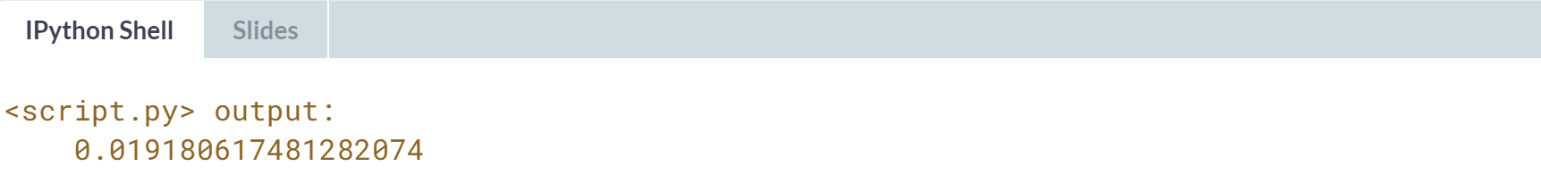 IPython Shell Slides
<script.py> output:
0.019180617481282074